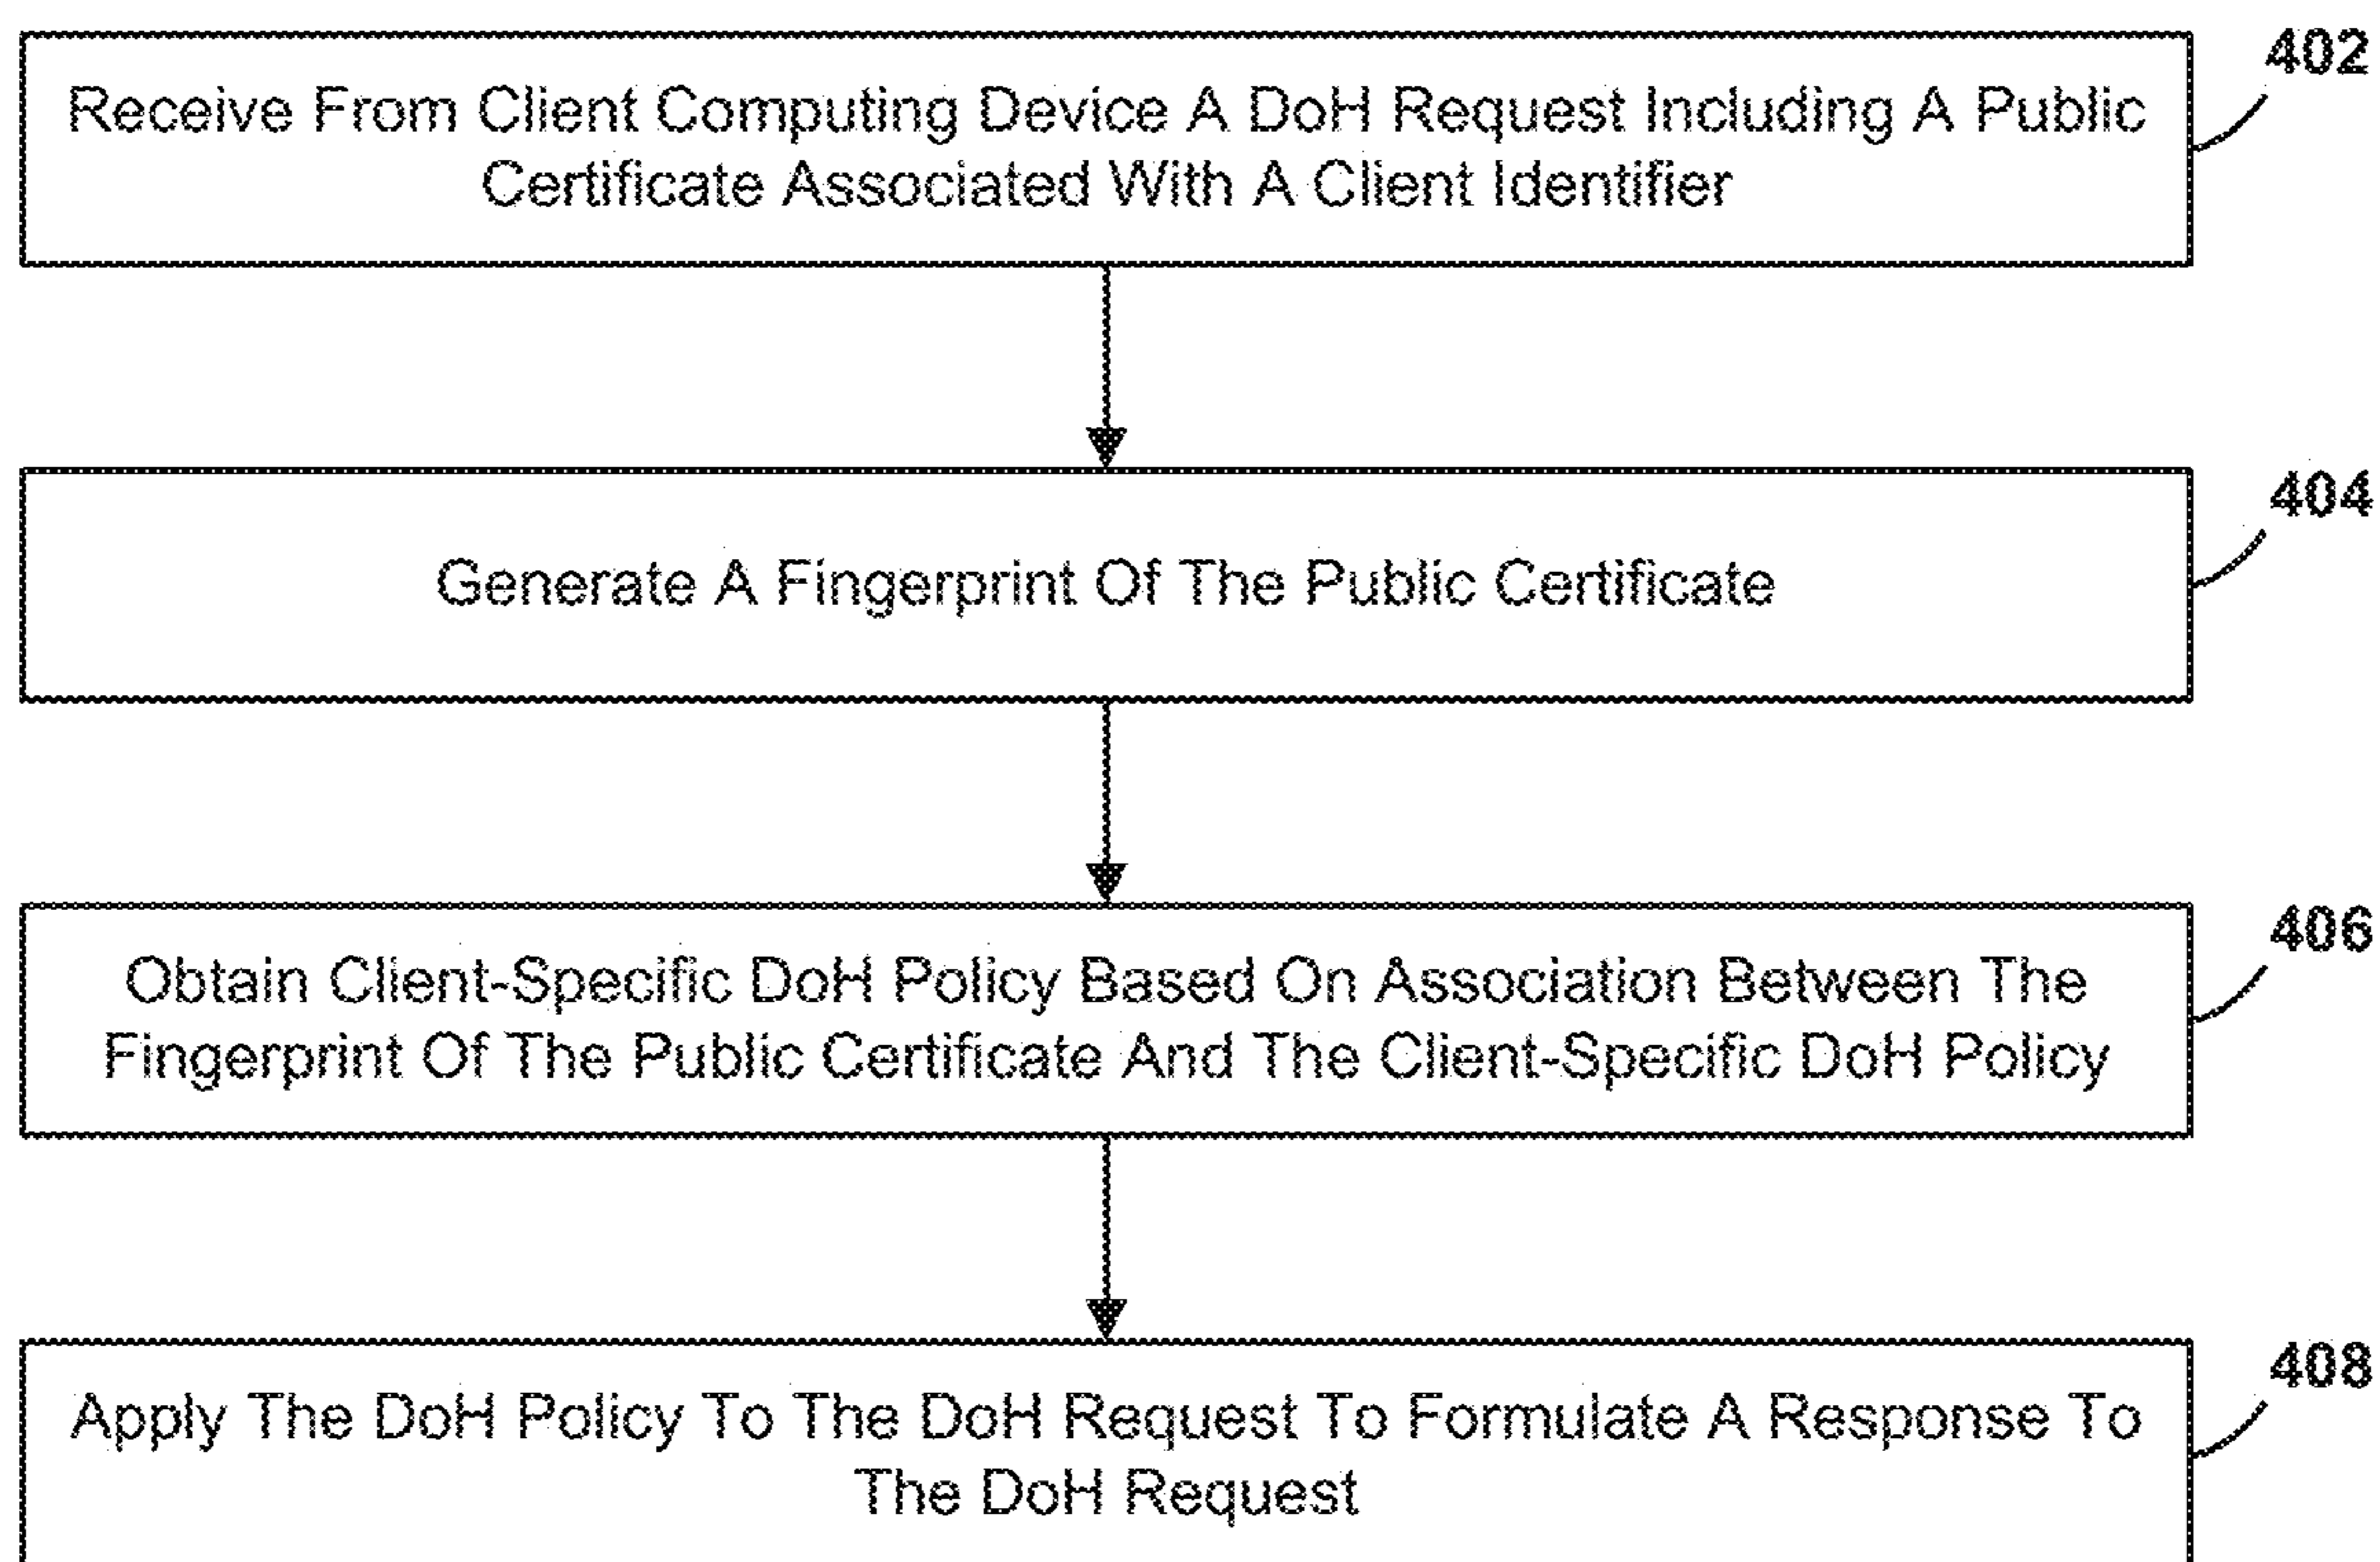 402
Receive From Client Computing Device A DoH Request Including A Public
Certificate Associated With A Client Identifier
404
Generate A Fingerprint Of The Public Certificate
406
Obtain Client-Specific DoH Policy Based On Association Between The
Fingerprint Of The Public Certificate And The Client-Specific DoH Policy
408
Apply The DoH Policy To The DoH Request To Formulate A Response To
The DoH Request